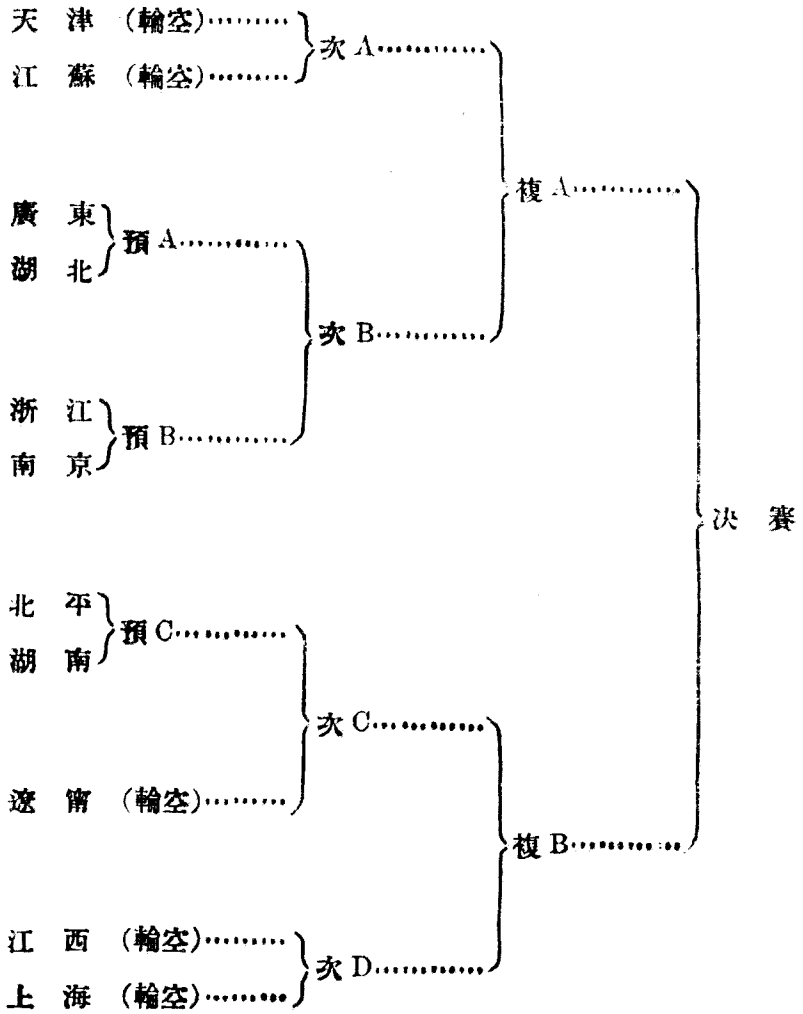 天津 (輪空)
次 A
江蘇 (輪空)
複 A
廣東
預 A
湖北
次 B
浙江
預 B
南京
决賽
北平
預 C
湖南
次 C
遼甯 (輪空)
複 B
江西 (輪空)
次 D
上海 (輪空)